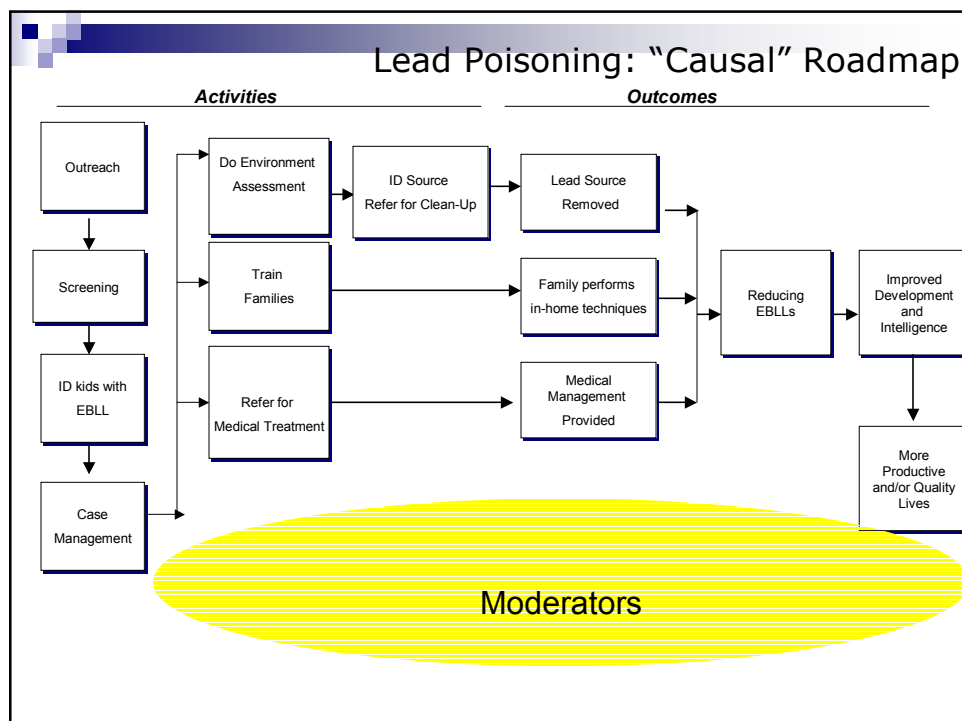 Lead Poisoning: “Causal” Roadmap
Activities
Outcomes
Outreach
Screening
ID kids with
EBLL
Case
Management
Do Environment
Assessment
ID Source
Refer for Clean-Up
Train
Families
Refer for
Medical Treatment
Lead Source
Removed
Family performs
in-home techniques
Medical
Management
Provided
Reducing
EBLLs
Improved
Development
and
Intelligence
More
Productive
and/or Quality
Lives
Moderators